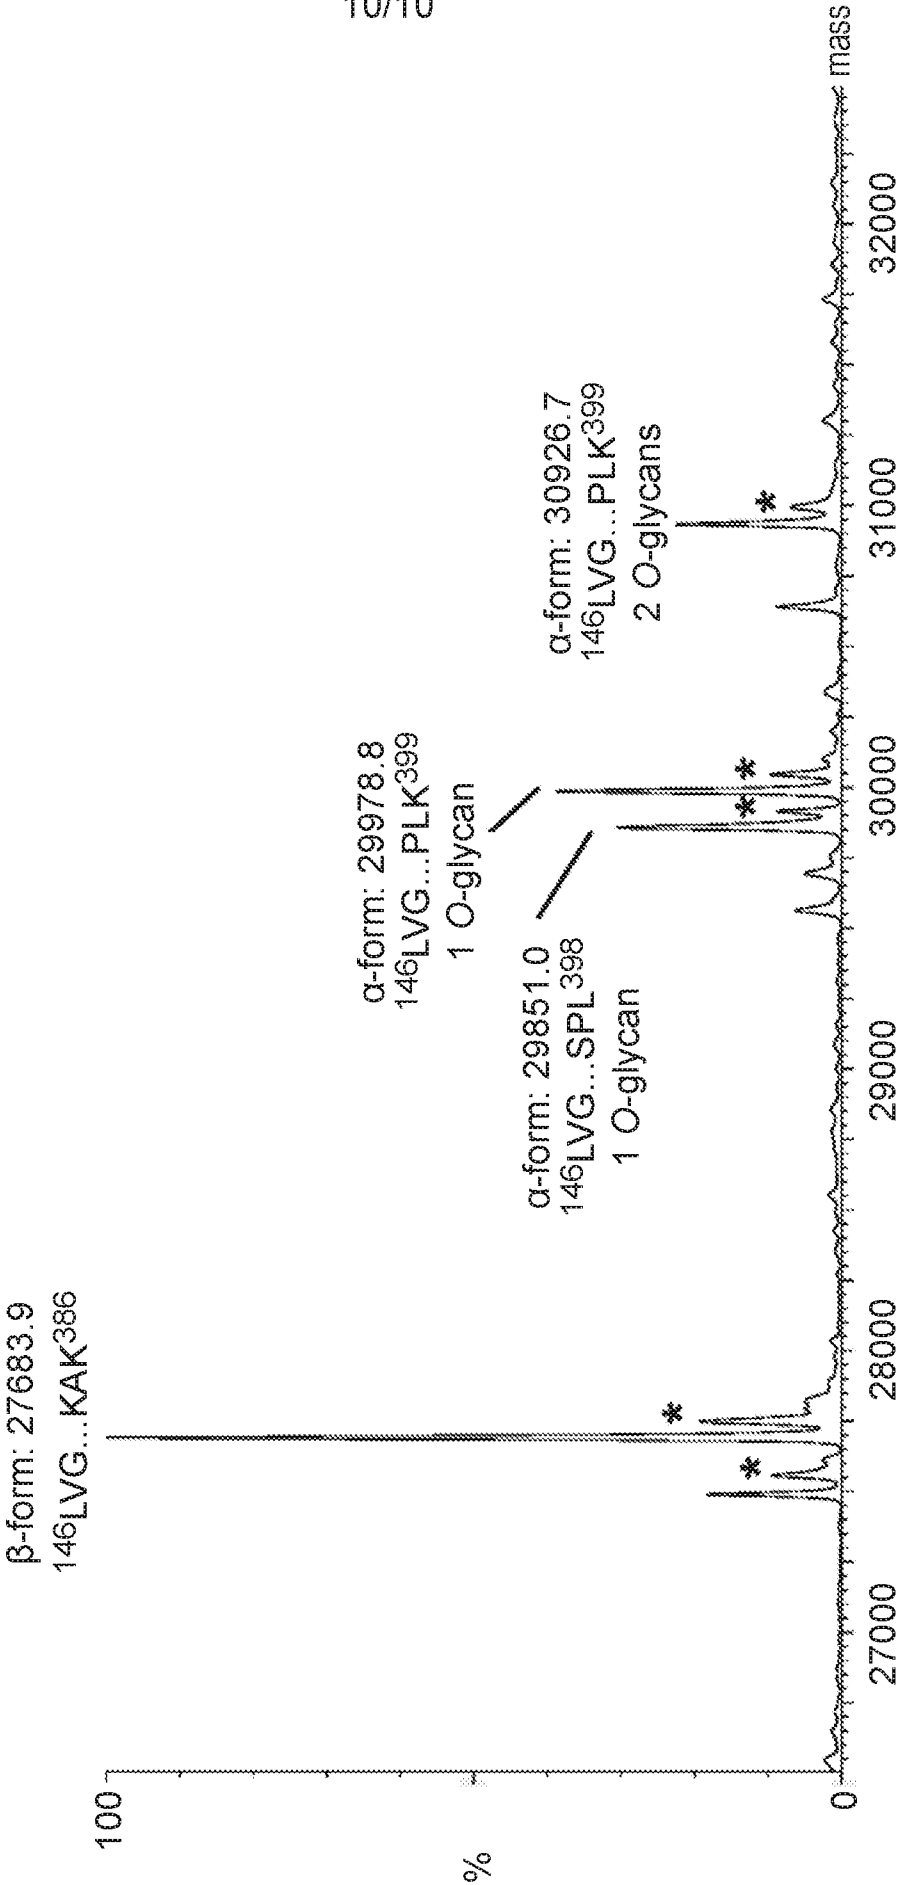 10/10
β-form: 27683.9
¹⁴⁶LVG...KAK³⁸⁶
α-form: 29851.0
¹⁴⁶LVG...SPL³⁹⁸
1 O-glycan
α-form: 29978.8
¹⁴⁶LVG...PLK³⁹⁹
1 O-glycan
α-form: 30926.7
¹⁴⁶LVG...PLK³⁹⁹
2 O-glycans
* * * * *
100
%
0
27000 28000 29000 30000 31000 32000
mass